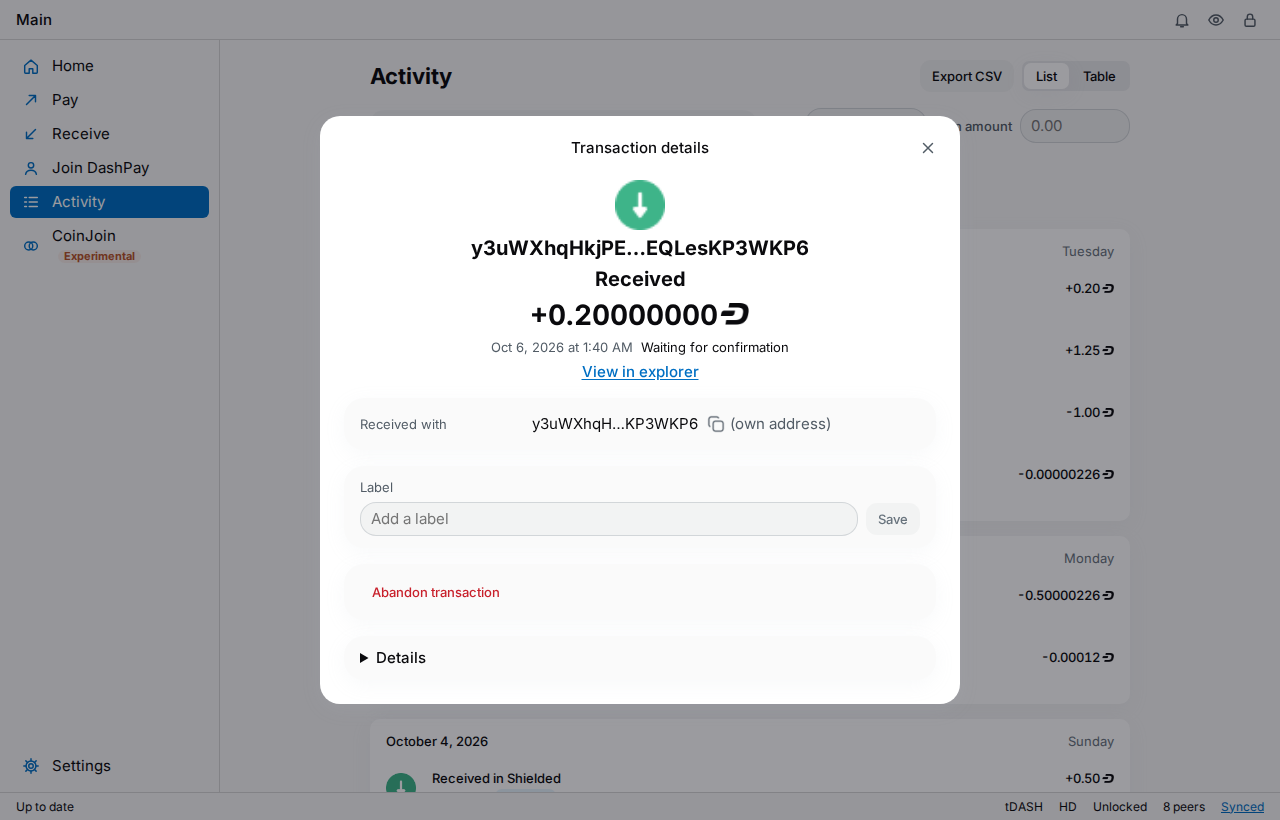 Main
Home
Pay
Receive
Join DashPay
Activity
CoinJoin
Experimental
Settings
Activity
Export CSV
List
Table
amount
0.00
Transaction details
y3uWXhqHkjPE...EQLesKP3WKP6
Received
+0.20000000
Oct 6, 2026 at 1:40 AM Waiting for confirmation
View in explorer
Received with y3uWXhqH...KP3WKP6 (own address)
Label
Add a label
Save
Abandon transaction
Details
Tuesday
+0.20
+1.25
-1.00
-0.00000226
Monday
-0.50000226
-0.00012
October 4, 2026 Sunday
Received in Shielded +0.50
Up to date
tDASH HD Unlocked 8 peers Synced